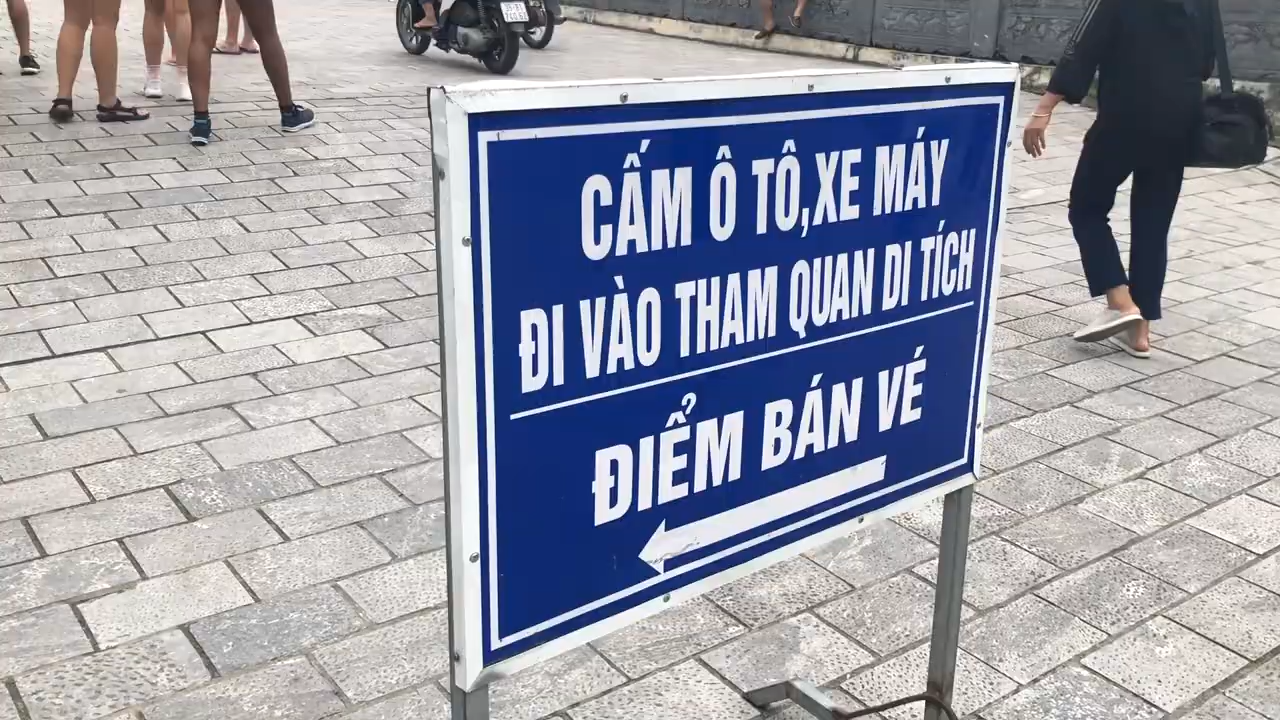 CẤM Ô TÔ,XE MÁY
ĐI VÀO THAM QUAN DI TÍCH
ĐIỂM BÁN VÉ